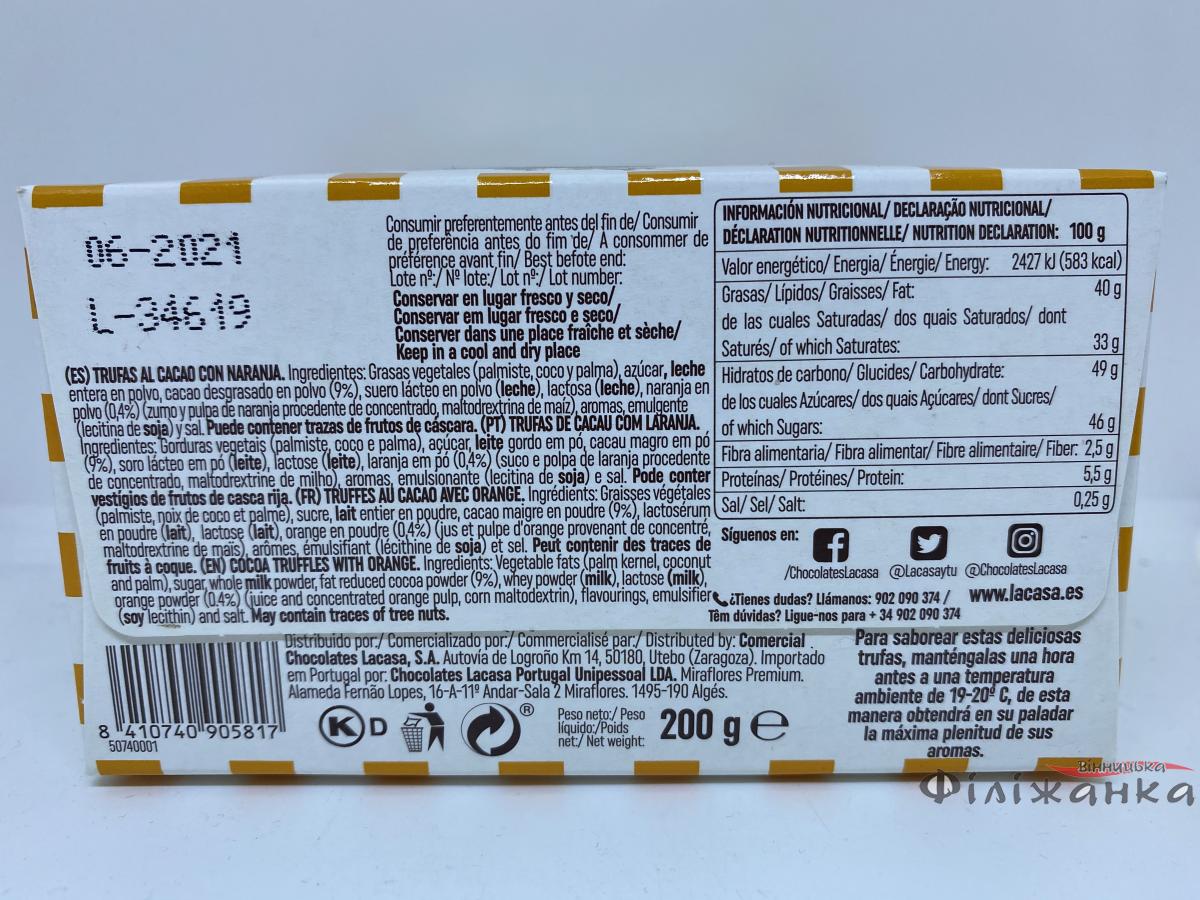 06-2021
L-34619
Consumir preferentemente antes del fin de/ Consumir
de preferência antes do fim de/ A consommer de
préférence avant fin/ Best befote end:
Lote nº:/ Nº lote:/ Lot nº:/ Lot number:
Conservar en lugar fresco y seco/
Conservar em lugar fresco e seco/
Conserver dans une place fraîche et sèche/
Keep in a cool and dry place
(ES) TRUFAS AL CACAO CON NARANJA. Ingredientes: Grasas vegetales (palmiste, coco y palma), azúcar, leche
entera en polvo, cacao desgrasado en polvo (9%), suero lácteo en polvo (leche), lactosa (leche), naranja en
polvo (0,4%) (zumo y pulpa de naranja procedente de concentrado, maltodrextrina de maíz), aromas, emulgente
(lecitina de soja) y sal. Puede contener trazas de frutos de cáscara. (PT) TRUFAS DE CACAU COM LARANJA.
Ingredientes: Gorduras vegetais (palmiste, coco e palma), açúcar, leite gordo em pó, cacau magro em pó
(9%), soro lácteo em pó (leite), lactose (leite), laranja em pó (0,4%) (suco e polpa de laranja procedente
de concentrado, maltodrextrine de milho), aromas, emulsionante (lecitina de soja) e sal. Pode conter
vestígios de frutos de casca rija. (FR) TRUFFES AU CACAO AVEC ORANGE. Ingrédients: Graisses végétales
(palmiste, noix de coco et palme), sucre, lait entier en poudre, cacao maigre en poudre (9%), lactosérum
en poudre (lait), lactose (lait), orange en poudre (0,4%) (jus et pulpe d'orange provenant de concentré,
maltodrextrine de maïs), arômes, émulsifiant (lécithine de soja) et sel. Peut contenir des traces de
fruits à coque. (EN) COCOA TRUFFLES WITH ORANGE. Ingredients: Vegetable fats (palm kernel, coconut
and palm), sugar, whole milk powder, fat reduced cocoa powder (9%), whey powder (milk), lactose (milk),
orange powder (0.4%) (juice and concentrated orange pulp, corn maltodextrin), flavourings, emulsifier
(soy lecithin) and salt. May contain traces of tree nuts.
INFORMACIÓN NUTRICIONAL/ DECLARAÇÃO NUTRICIONAL/
DÉCLARATION NUTRITIONNELLE/ NUTRITION DECLARATION: 100 g
Valor energético/ Energia/ Énergie/ Energy: 2427 kJ (583 kcal)
Grasas/ Lípidos/ Graisses/ Fat: 40 g
de las cuales Saturadas/ dos quais Saturados/ dont
Saturés/ of which Saturates: 33 g
Hidratos de carbono/ Glucides/ Carbohydrate: 49 g
de los cuales Azúcares/ dos quais Açúcares/ dont Sucres/
of which Sugars: 46 g
Fibra alimentaria/ Fibra alimentar/ Fibre alimentaire/ Fiber: 2,5 g
Proteínas/ Protéines/ Protein: 5,5 g
Sal/ Sel/ Salt: 0,25 g
Síguenos en:
/ChocolatesLacasa @Lacasaytu @ChocolatesLacasa
¿Tienes dudas? Llámanos: 902 090 374 / www.lacasa.es
Têm dúvidas? Ligue-nos para + 34 902 090 374
Distribuido por:/ Comercializado por:/ Commercialisé par:/ Distributed by: Comercial
Chocolates Lacasa, S.A. Autovía de Logroño Km 14, 50180, Utebo (Zaragoza). Importado
em Portugal por: Chocolates Lacasa Portugal Unipessoal LDA. Miraflores Premium.
Alameda Fernão Lopes, 16-A-11º Andar-Sala 2 Miraflores. 1495-190 Algés.
8 410740 905817
50740001
K D
®
Peso neto:/ Peso
líquido:/Poids
net:/ Net weight:
200 g e
Para saborear estas deliciosas
trufas, manténgalas una hora
antes a una temperatura
ambiente de 19-20º C, de esta
manera obtendrá en su paladar
la máxima plenitud de sus
aromas.
Вінницька
Філіжанка